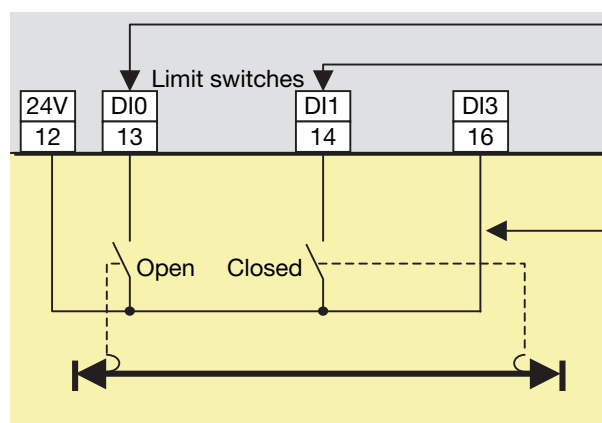 Limit switches
24V DI0 DI1 DI3
12 13 14 16
Open Closed